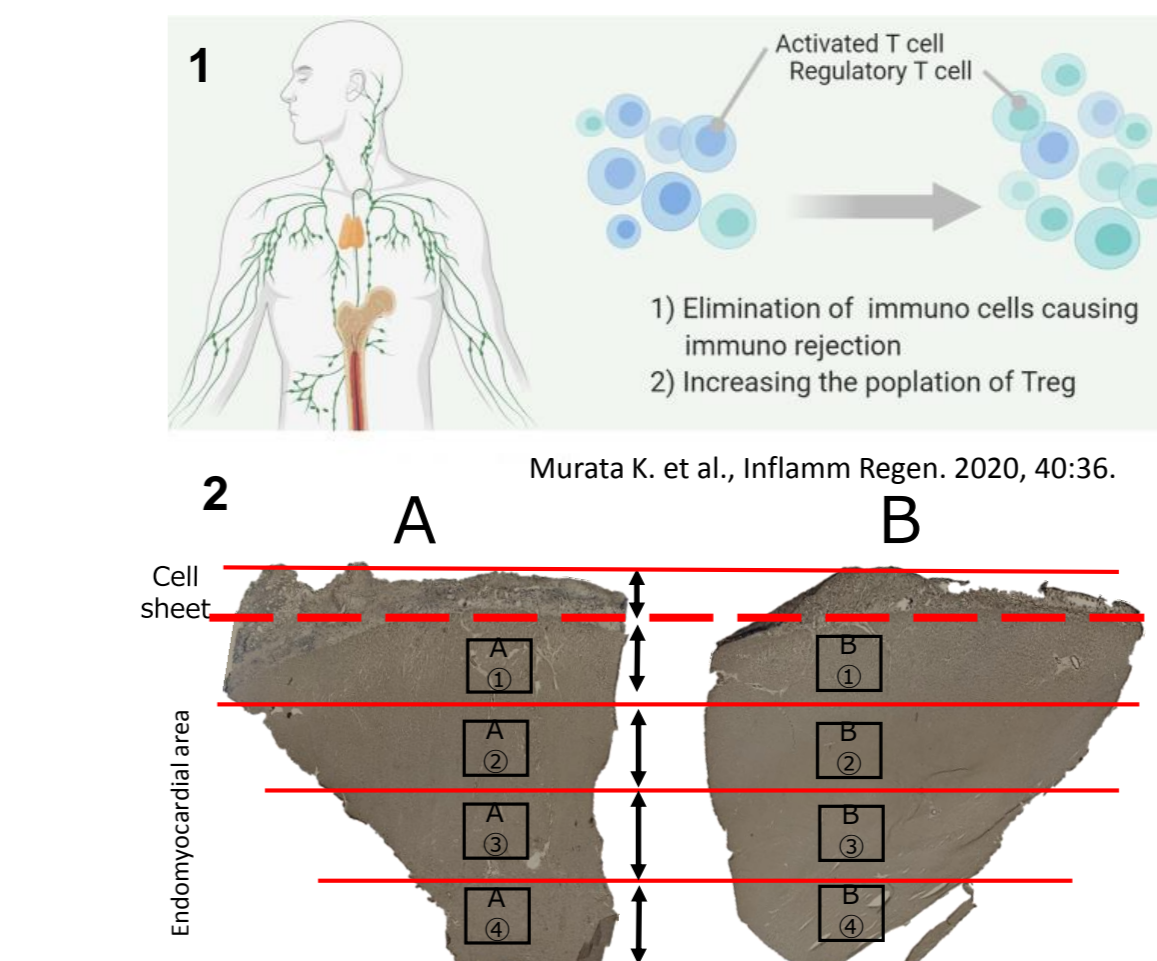 1
Activated T cell
Regulatory T cell
1) Elimination of immuno cells causing
immuno rejection
2) Increasing the poplation of Treg
Murata K. et al., Inflamm Regen. 2020, 40:36.
2
A
B
Cell
sheet
Endomyocardial area
A
①
B
①
A
②
B
②
A
③
B
③
A
④
B
④